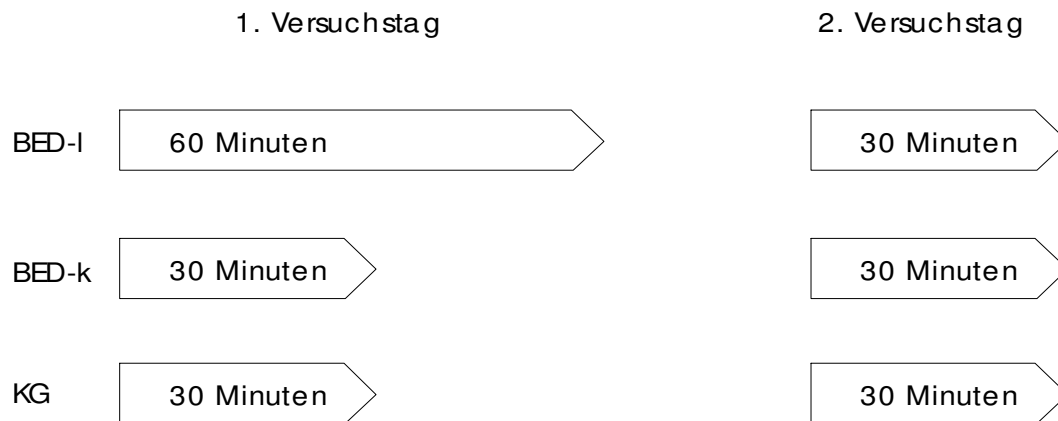 1. Versuchstag 2. Versuchstag
BED-l 60 Minuten 30 Minuten
BED-k 30 Minuten 30 Minuten
KG 30 Minuten 30 Minuten